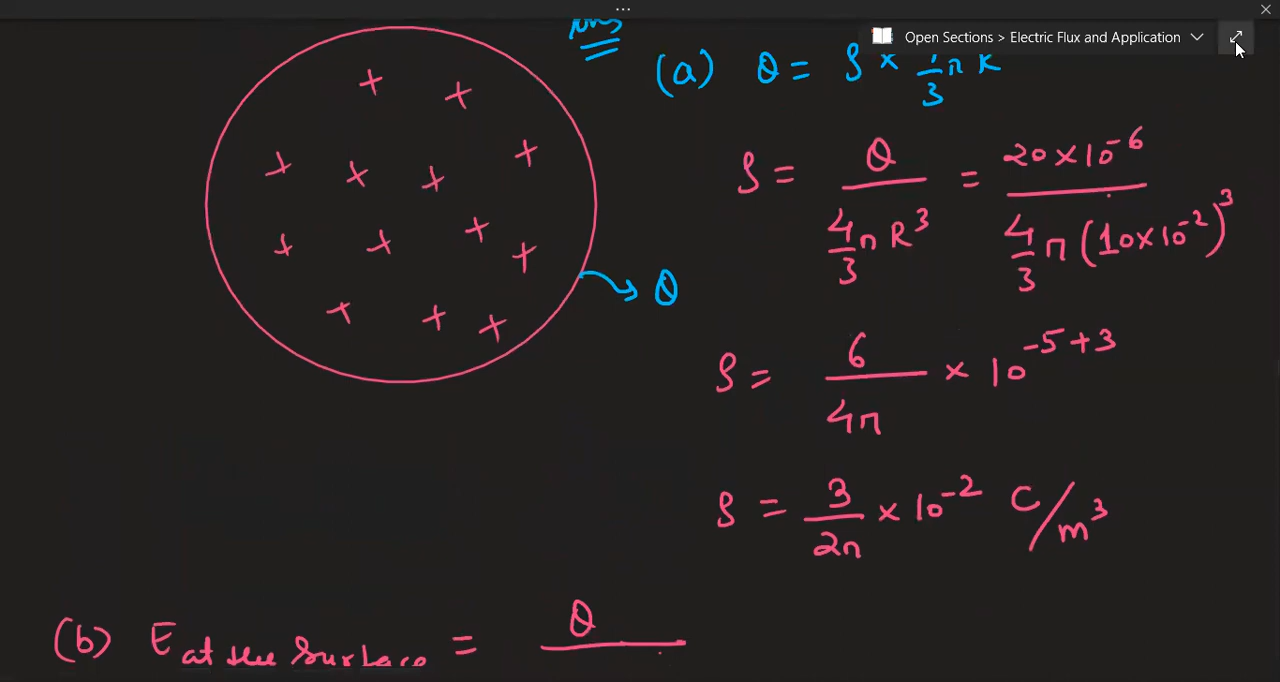 ...
Ans
Open Sections > Electric Flux and Application
(a) Q = ρ × 4/3 π R
ρ = Q / (4/3 π R³) = 20×10⁻⁶ / (4/3 π (10×10⁻²)³)
ρ = 6/4π × 10⁻⁵⁺³
ρ = 3/2π × 10⁻² C/m³
Q
(b) E at the surface = Q